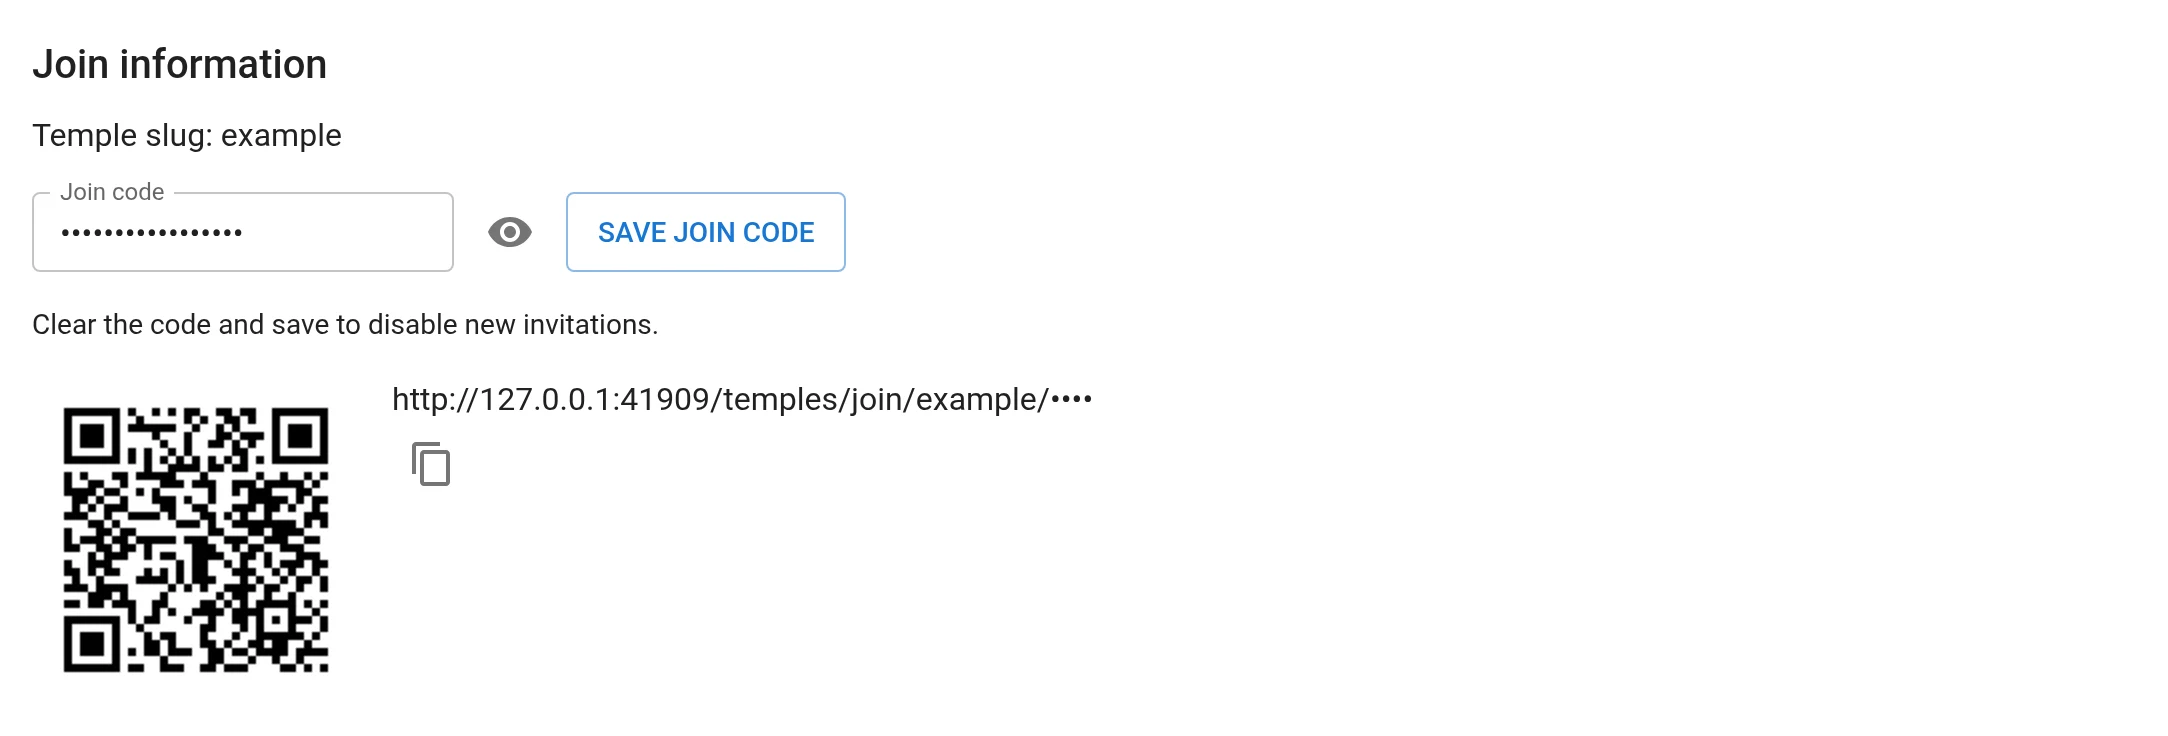 Join information
Temple slug: example
Join code
•••••••••••••••••
SAVE JOIN CODE
Clear the code and save to disable new invitations.
http://127.0.0.1:41909/temples/join/example/••••